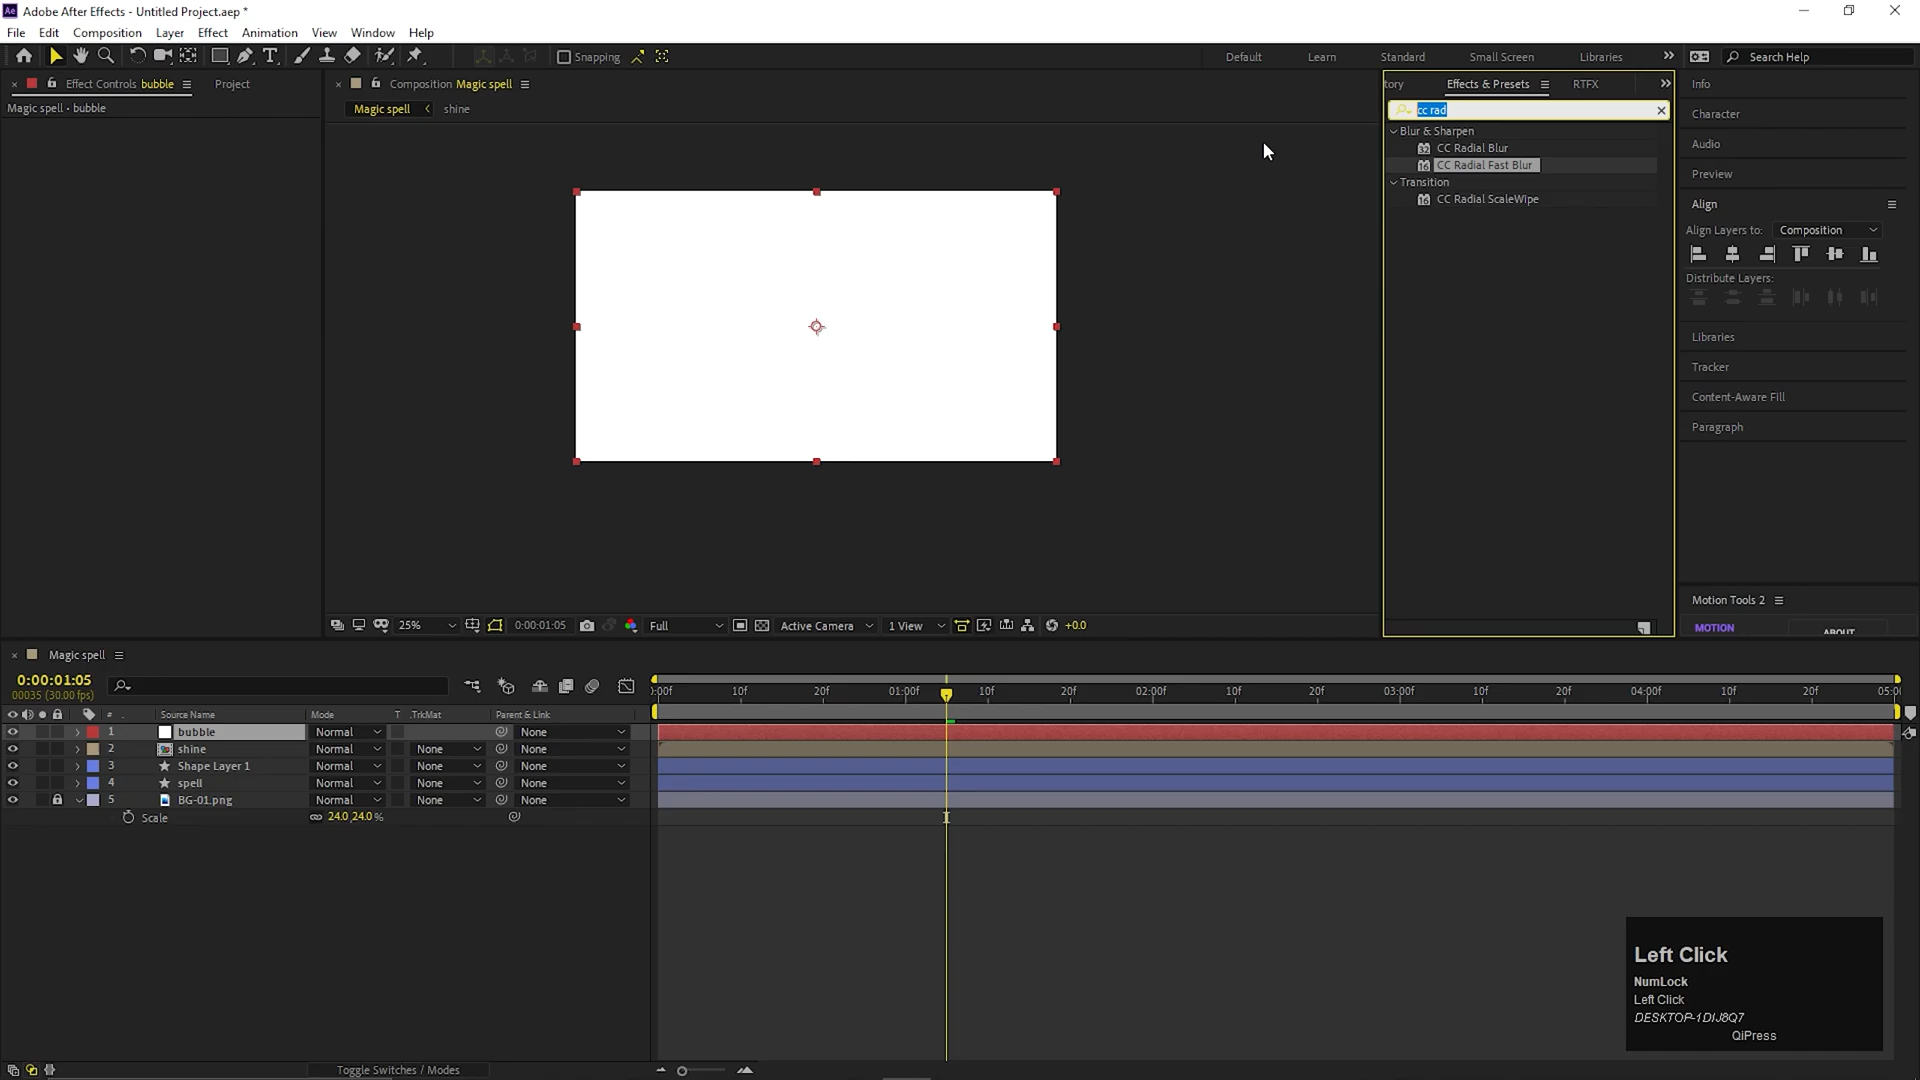 Adobe After Effects - Untitled Project.aep *
File Edit Composition Layer Effect Animation View Window Help
Snapping
Default Learn Standard Small Screen Libraries
Search Help
Effect Controls bubble
Project
Magic spell • bubble
Composition Magic spell
Magic spell
shine
tory
Effects & Presets
RTFX
cc rad
Blur & Sharpen
CC Radial Blur
CC Radial Fast Blur
Transition
CC Radial ScaleWipe
Info
Character
Audio
Preview
Align
Align Layers to: Composition
Distribute Layers:
Libraries
Tracker
Content-Aware Fill
Paragraph
Motion Tools 2
MOTION
ABOUT
25%
0:00:01:05
Full
Active Camera
1 View
+0.0
Magic spell
0:00:01:05
00035 (30.00 fps)
:00f 10f 20f 01:00f 10f 20f 02:00f 10f 20f 03:00f 10f 20f 04:00f 10f 20f 05:0
# Source Name Mode T .TrkMat Parent & Link
1 bubble Normal None
2 shine Normal None None
3 Shape Layer 1 Normal None None
4 spell Normal None None
5 BG-01.png Normal None None
Scale 24.0,24.0%
Toggle Switches / Modes
Left Click
NumLock
Left Click
DESKTOP-1DIJ8Q7
QiPress